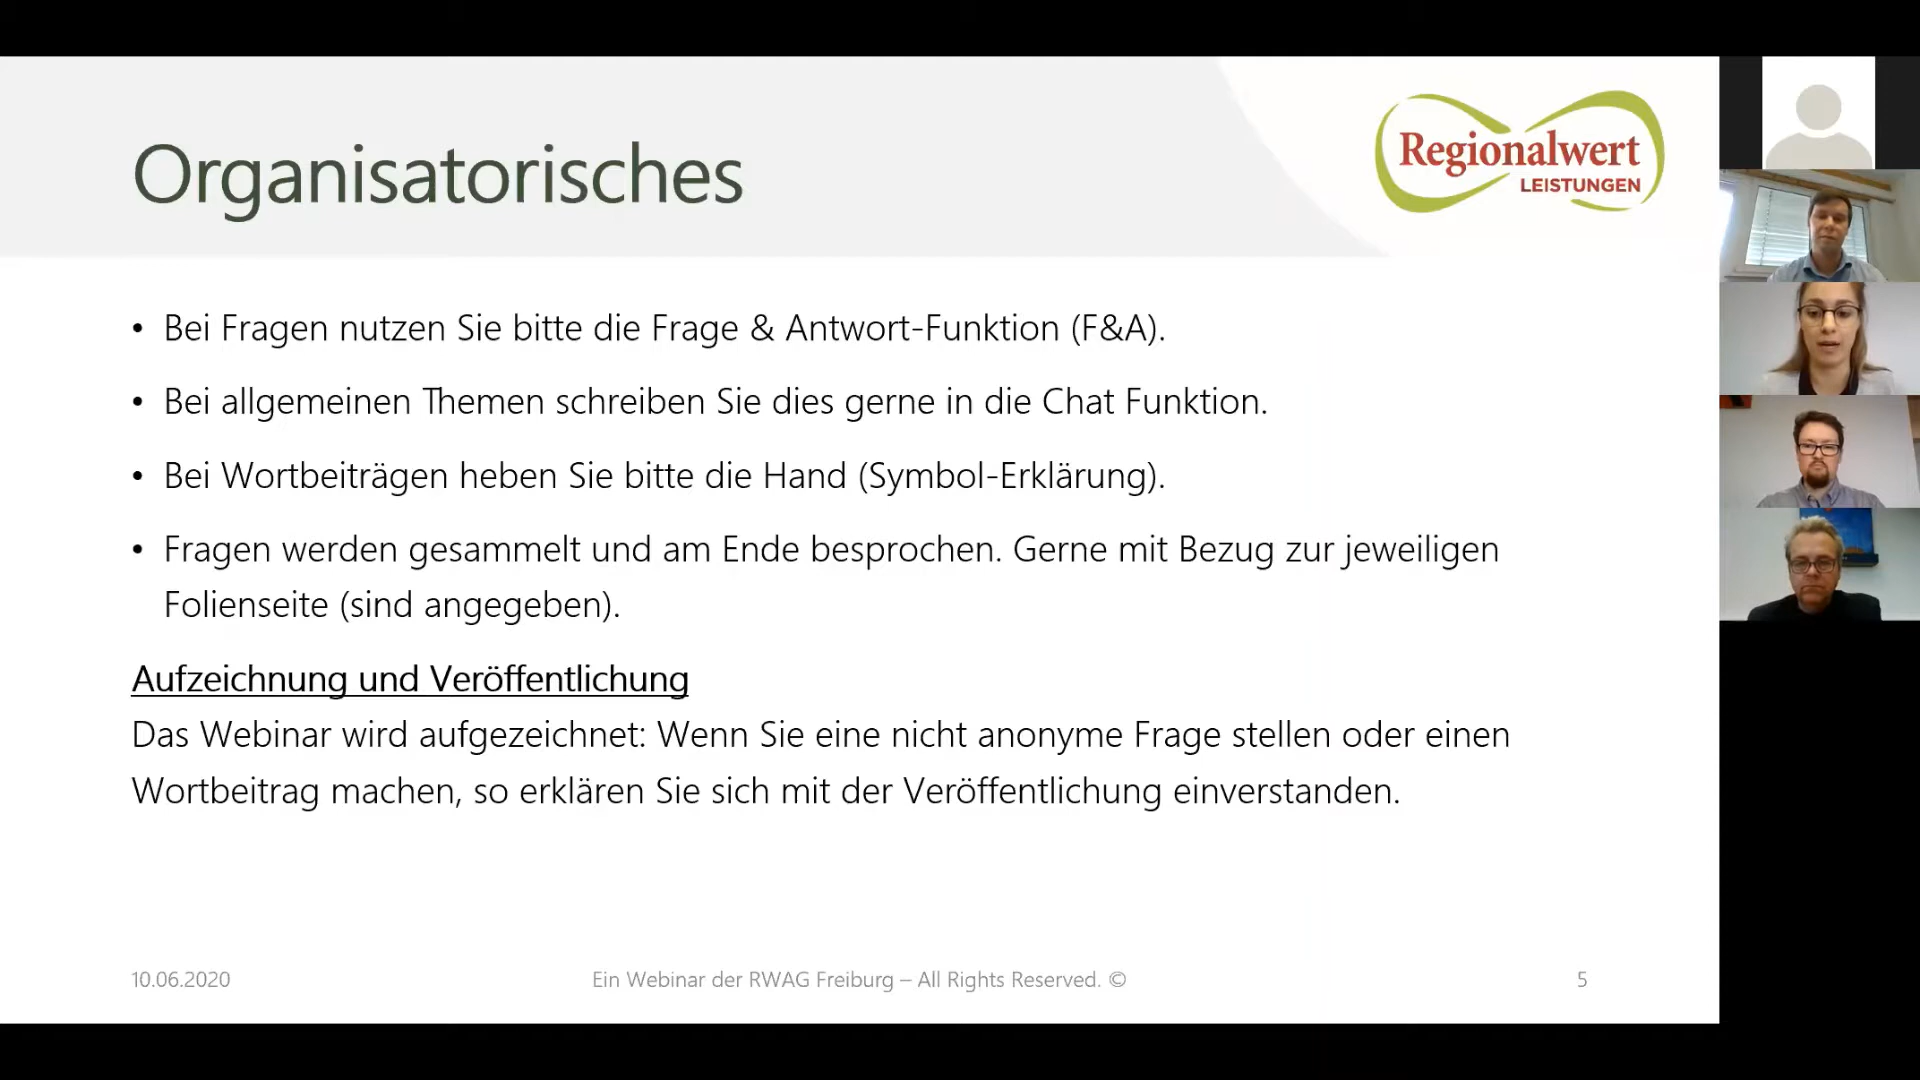 Organisatorisches
Regionalwert
LEISTUNGEN
• Bei Fragen nutzen Sie bitte die Frage & Antwort-Funktion (F&A).
• Bei allgemeinen Themen schreiben Sie dies gerne in die Chat Funktion.
• Bei Wortbeiträgen heben Sie bitte die Hand (Symbol-Erklärung).
• Fragen werden gesammelt und am Ende besprochen. Gerne mit Bezug zur jeweiligen
Folienseite (sind angegeben).
Aufzeichnung und Veröffentlichung
Das Webinar wird aufgezeichnet: Wenn Sie eine nicht anonyme Frage stellen oder einen
Wortbeitrag machen, so erklären Sie sich mit der Veröffentlichung einverstanden.
10.06.2020
Ein Webinar der RWAG Freiburg – All Rights Reserved. ©
5